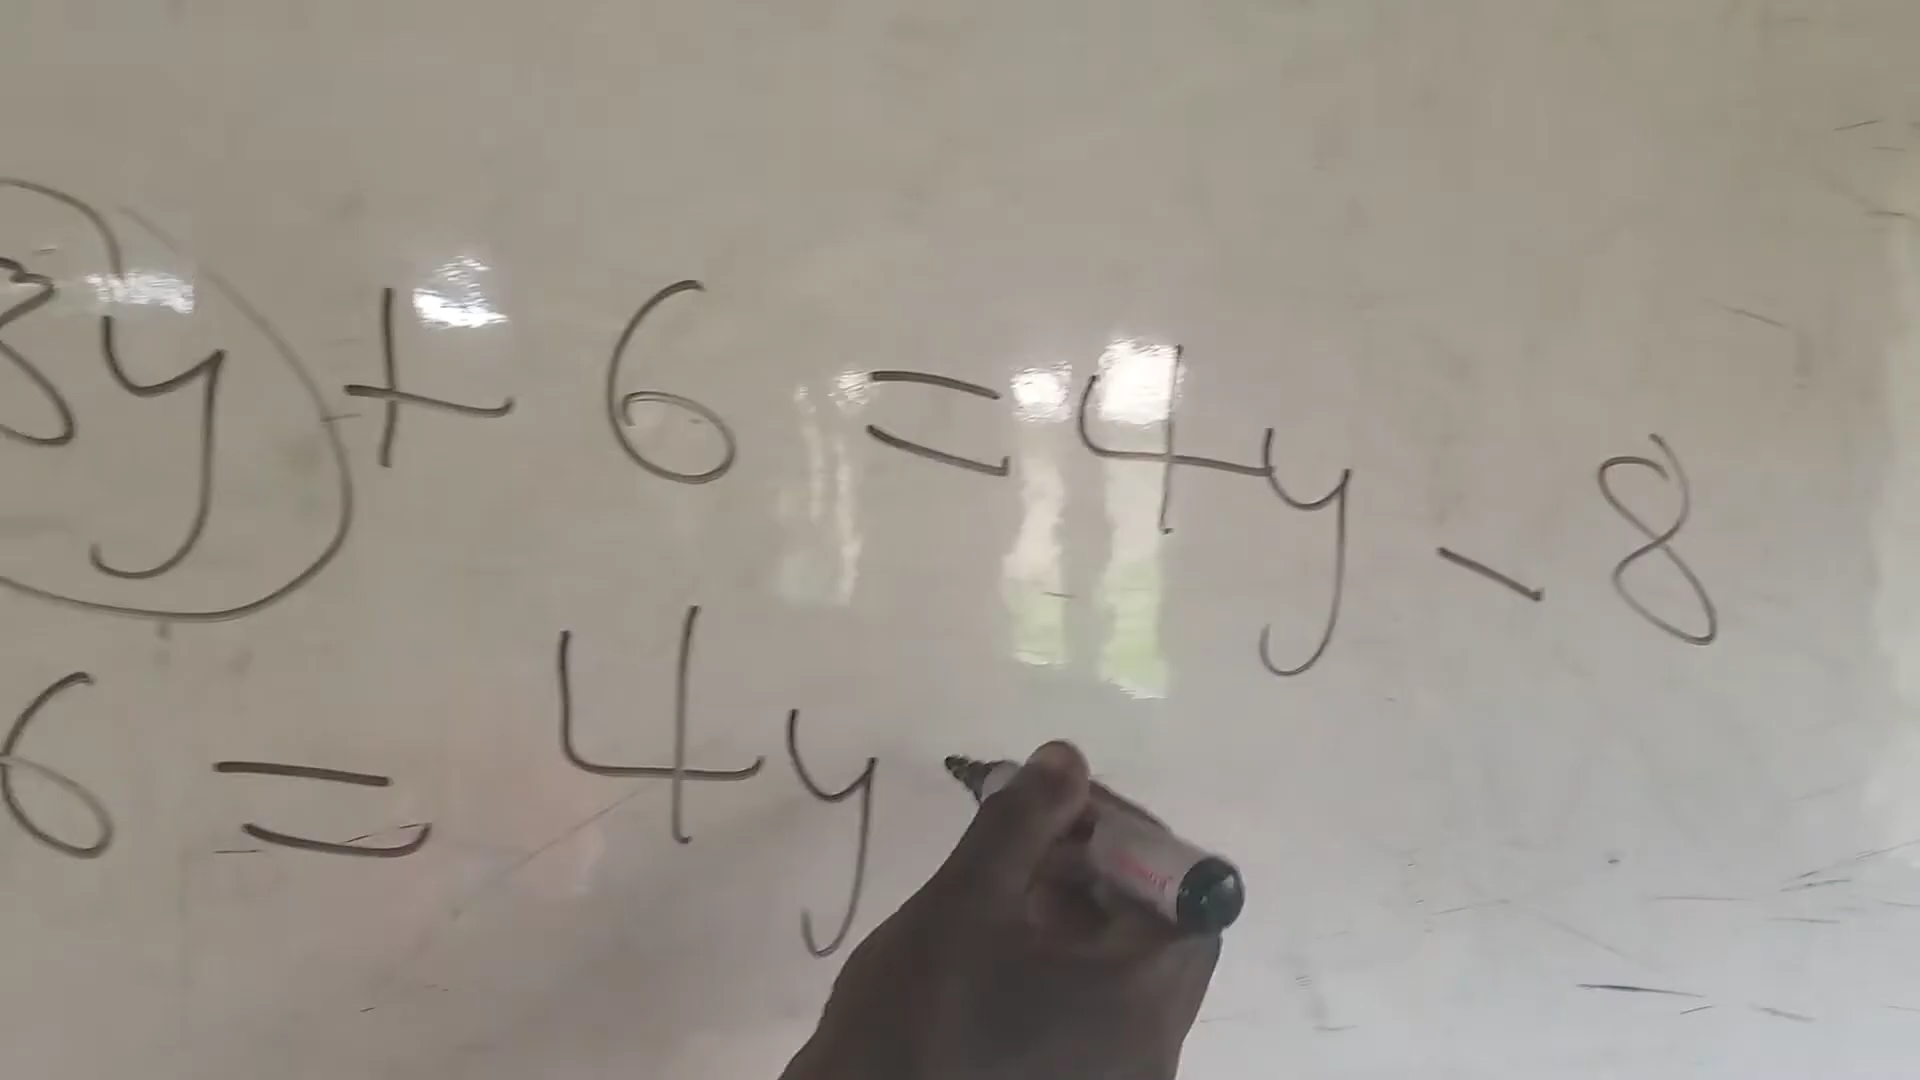 3y + 6 = 4y - 8
6 = 4y